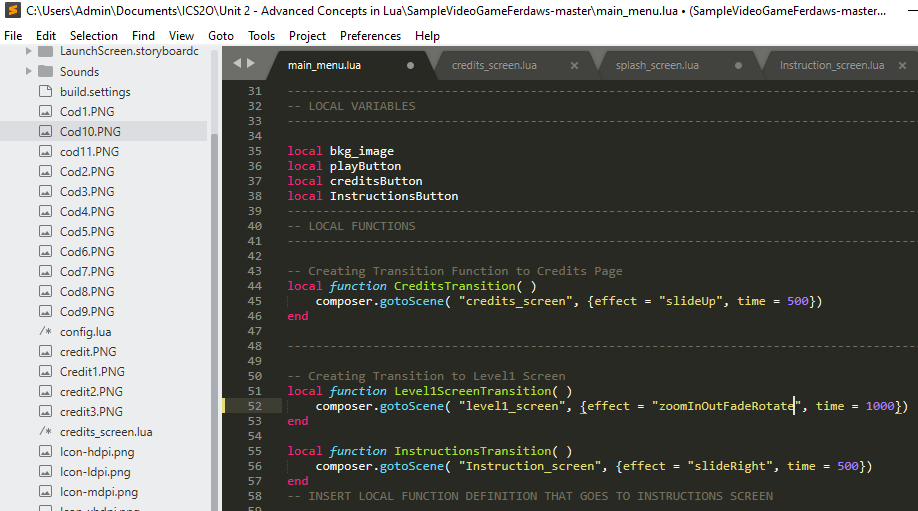 C:\Users\Admin\Documents\ICS2O\Unit 2 - Advanced Concepts in Lua\SampleVideoGameFerdaws-master\main_menu.lua • (SampleVideoGameFerdaws-master...
File Edit Selection Find View Goto Tools Project Preferences Help
LaunchScreen.storyboardc
Sounds
build.settings
Cod1.PNG
Cod10.PNG
cod11.PNG
Cod2.PNG
Cod3.PNG
Cod4.PNG
Cod5.PNG
Cod6.PNG
Cod7.PNG
Cod8.PNG
Cod9.PNG
/* config.lua
credit.PNG
Credit1.PNG
credit2.PNG
credit3.PNG
/* credits_screen.lua
Icon-hdpi.png
Icon-ldpi.png
Icon-mdpi.png
main_menu.lua credits_screen.lua splash_screen.lua Instruction_screen.lua
31 -----------------------------------------------------------------------------------------
32 -- LOCAL VARIABLES
33 -----------------------------------------------------------------------------------------
34
35 local bkg_image
36 local playButton
37 local creditsButton
38 local InstructionsButton
39 -----------------------------------------------------------------------------------------
40 -- LOCAL FUNCTIONS
41 -----------------------------------------------------------------------------------------
42
43 -- Creating Transition Function to Credits Page
44 local function CreditsTransition( )
45 composer.gotoScene( "credits_screen", {effect = "slideUp", time = 500})
46 end
47
48 -----------------------------------------------------------------------------------------
49
50 -- Creating Transition to Level1 Screen
51 local function Level1ScreenTransition( )
52 composer.gotoScene( "level1_screen", {effect = "zoomInOutFadeRotate", time = 1000})
53 end
54
55 local function InstructionsTransition( )
56 composer.gotoScene( "Instruction_screen", {effect = "slideRight", time = 500})
57 end
58 -- INSERT LOCAL FUNCTION DEFINITION THAT GOES TO INSTRUCTIONS SCREEN